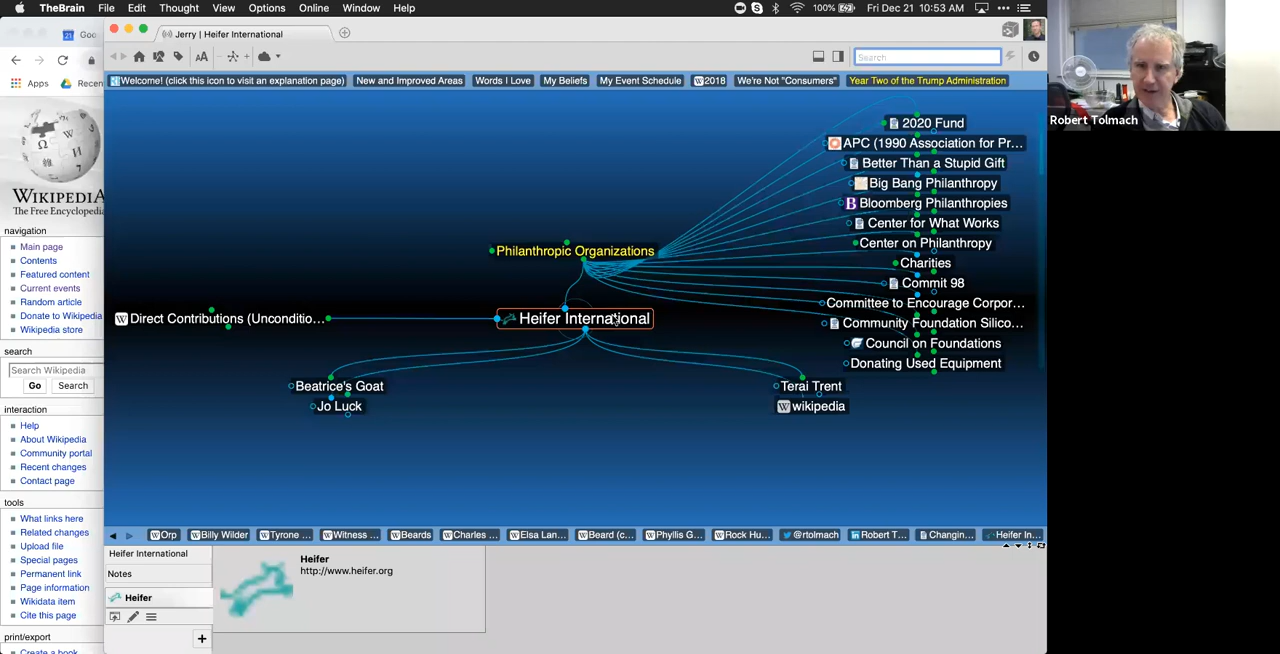 TheBrain File Edit Thought View Options Online Window Help 100% Fri Dec 21 10:53 AM
Goo
Jerry | Heifer International
Apps Recen
AA
Search
Welcome! (click this icon to visit an explanation page) New and Improved Areas Words I Love My Beliefs My Event Schedule 2018 We're Not "Consumers" Year Two of the Trump Administration
Robert Tolmach
WIKIPEDIA
The Free Encyclopedia
navigation
Main page
Contents
Featured content
Current events
Random article
Donate to Wikipedia
Wikipedia store
search
Search Wikipedia
Go Search
interaction
Help
About Wikipedia
Community portal
Recent changes
Contact page
tools
What links here
Related changes
Upload file
Special pages
Permanent link
Page information
Wikidata item
Cite this page
print/export
Create a book
2020 Fund
APC (1990 Association for Pr...
Better Than a Stupid Gift
Big Bang Philanthropy
Bloomberg Philanthropies
Center for What Works
Center on Philanthropy
Charities
Commit 98
Committee to Encourage Corpor...
Community Foundation Silico...
Council on Foundations
Donating Used Equipment
Philanthropic Organizations
Direct Contributions (Unconditio...
Heifer International
Beatrice's Goat
Jo Luck
Terai Trent
wikipedia
Orp Billy Wilder Tyrone ... Witness ... Beards Charles ... Elsa Lan... Beard (c... Phyllis G... Rock Hu... @rtolmach Robert T... Changin... Heifer In...
Heifer International
Notes
Heifer
Heifer
http://www.heifer.org